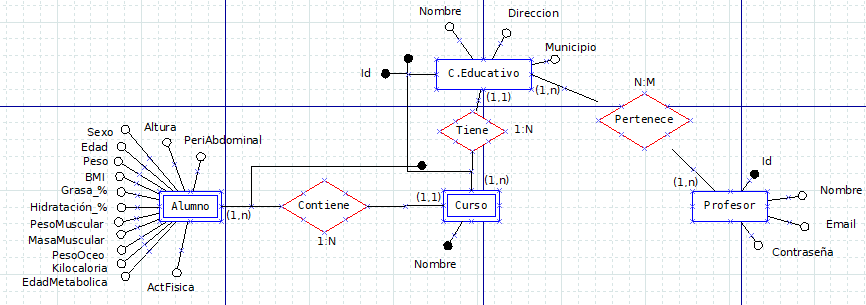 Nombre
Direccion
Municipio
Id
C.Educativo
(1,1)
(1,n)
N:M
Pertenece
Tiene
1:N
(1,n)
(1,n)
Id
Nombre
Profesor
Email
Contraseña
Sexo
Altura
PeriAbdominal
Edad
Peso
BMI
Grasa_%
Hidratación_%
PesoMuscular
MasaMuscular
PesoOceo
Kilocaloria
EdadMetabolica
ActFisica
Alumno
(1,n)
Contiene
1:N
(1,1)
Curso
Nombre